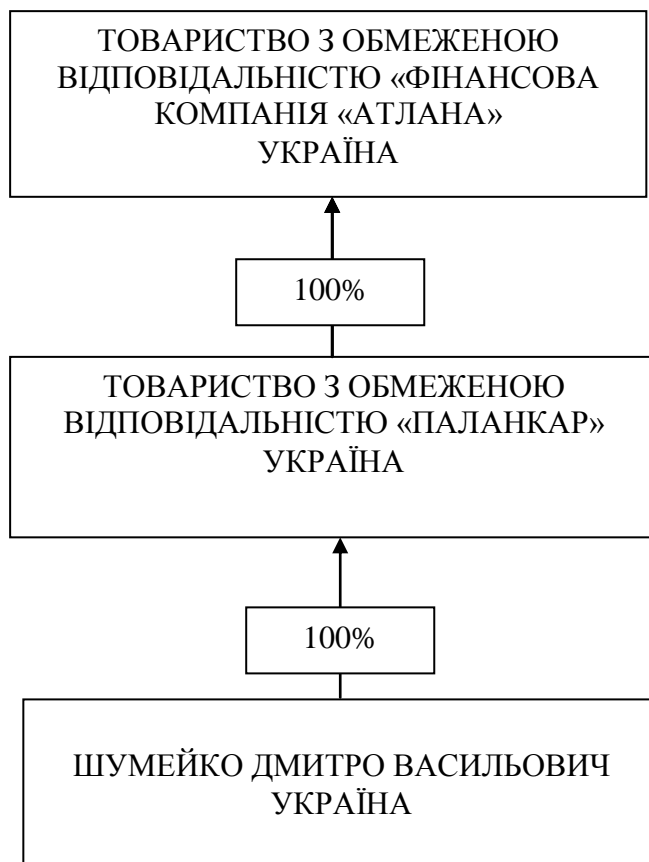 ТОВАРИСТВО З ОБМЕЖЕНОЮ
ВІДПОВІДАЛЬНІСТЮ «ФІНАНСОВА
КОМПАНІЯ «АТЛАНА»
УКРАЇНА
100%
ТОВАРИСТВО З ОБМЕЖЕНОЮ
ВІДПОВІДАЛЬНІСТЮ «ПАЛАНКАР»
УКРАЇНА
100%
ШУМЕЙКО ДМИТРО ВАСИЛЬОВИЧ
УКРАЇНА